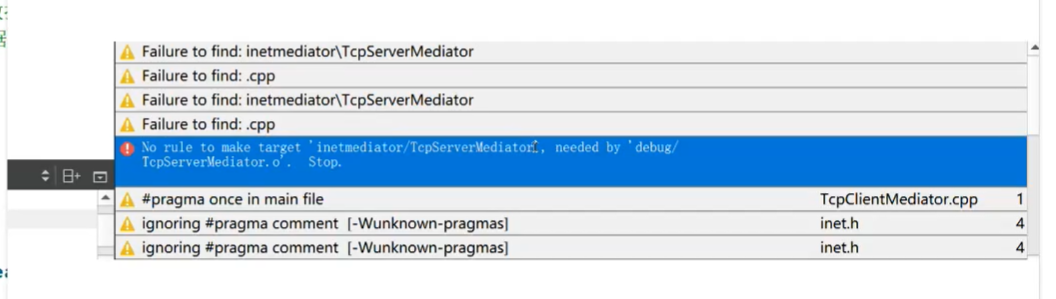 Failure to find: inetmediator\TcpServerMediator
Failure to find: .cpp
Failure to find: inetmediator\TcpServerMediator
Failure to find: .cpp
No rule to make target 'inetmediator/TcpServerMediator', needed by 'debug/
TcpServerMediator.o'. Stop.
#pragma once in main file TcpClientMediator.cpp 1
ignoring #pragma comment [-Wunknown-pragmas] inet.h 4
ignoring #pragma comment [-Wunknown-pragmas] inet.h 4